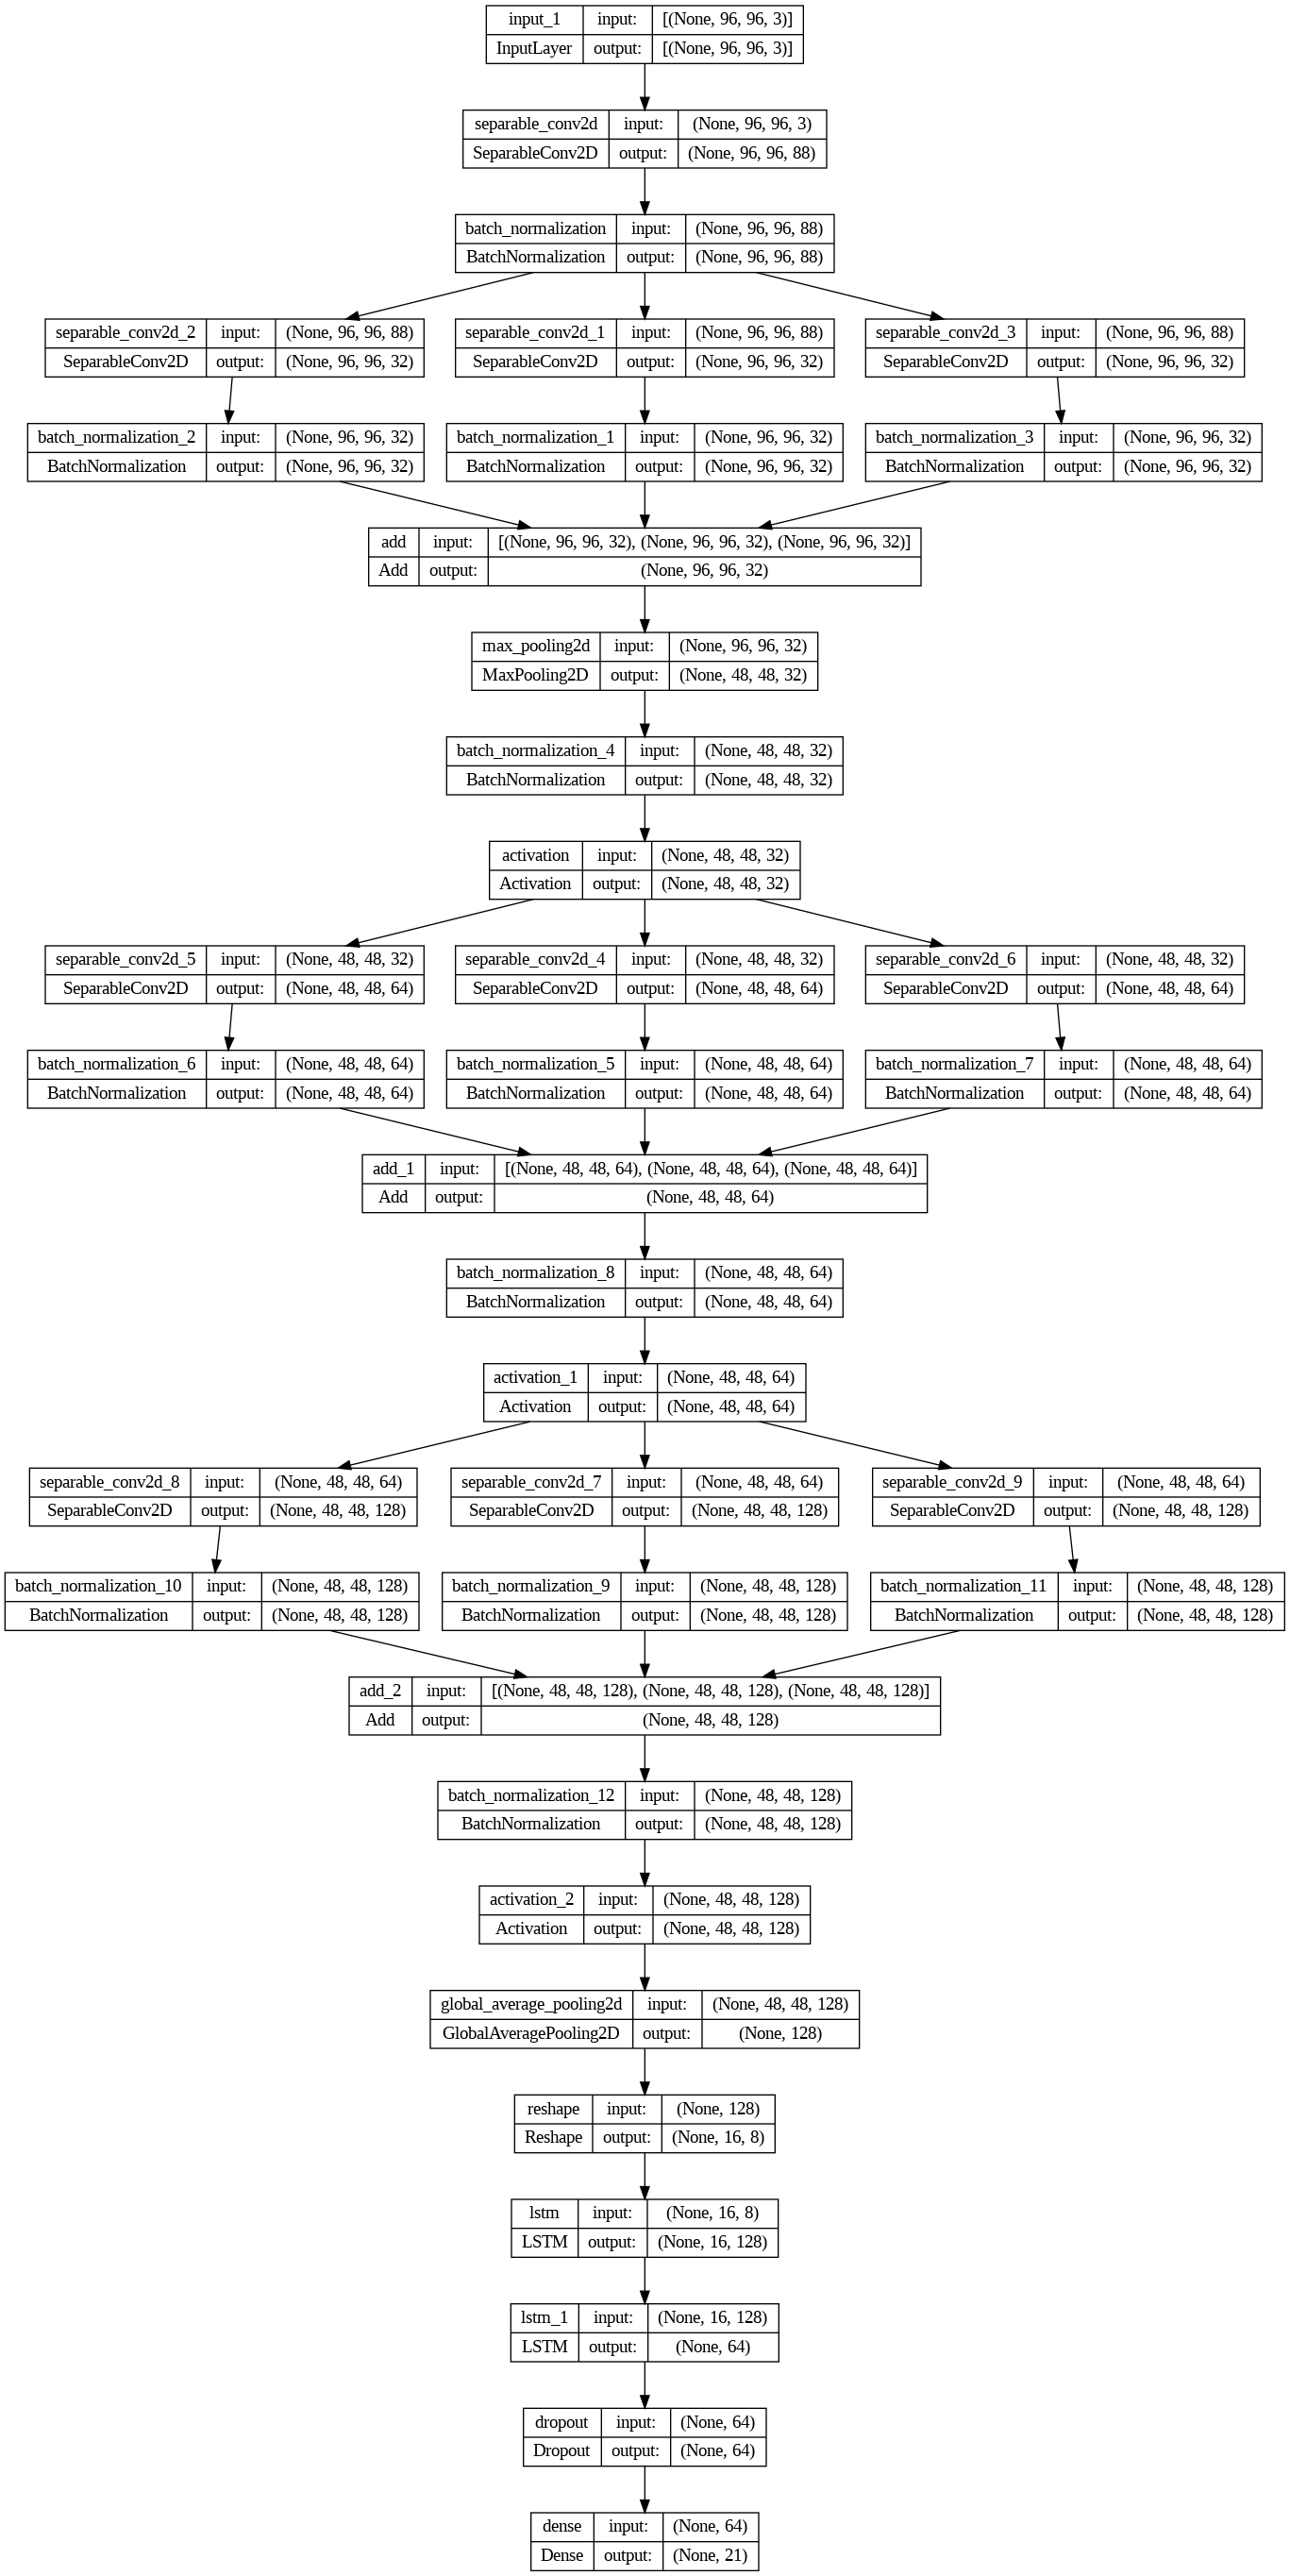 input_1 input: [(None, 96, 96, 3)]
InputLayer output: [(None, 96, 96, 3)]
separable_conv2d input: (None, 96, 96, 3)
SeparableConv2D output: (None, 96, 96, 88)
batch_normalization input: (None, 96, 96, 88)
BatchNormalization output: (None, 96, 96, 88)
separable_conv2d_2 input: (None, 96, 96, 88) separable_conv2d_1 input: (None, 96, 96, 88) separable_conv2d_3 input: (None, 96, 96, 88)
SeparableConv2D output: (None, 96, 96, 32) SeparableConv2D output: (None, 96, 96, 32) SeparableConv2D output: (None, 96, 96, 32)
batch_normalization_2 input: (None, 96, 96, 32) batch_normalization_1 input: (None, 96, 96, 32) batch_normalization_3 input: (None, 96, 96, 32)
BatchNormalization output: (None, 96, 96, 32) BatchNormalization output: (None, 96, 96, 32) BatchNormalization output: (None, 96, 96, 32)
add input: [(None, 96, 96, 32), (None, 96, 96, 32), (None, 96, 96, 32)]
Add output: (None, 96, 96, 32)
max_pooling2d input: (None, 96, 96, 32)
MaxPooling2D output: (None, 48, 48, 32)
batch_normalization_4 input: (None, 48, 48, 32)
BatchNormalization output: (None, 48, 48, 32)
activation input: (None, 48, 48, 32)
Activation output: (None, 48, 48, 32)
separable_conv2d_5 input: (None, 48, 48, 32) separable_conv2d_4 input: (None, 48, 48, 32) separable_conv2d_6 input: (None, 48, 48, 32)
SeparableConv2D output: (None, 48, 48, 64) SeparableConv2D output: (None, 48, 48, 64) SeparableConv2D output: (None, 48, 48, 64)
batch_normalization_6 input: (None, 48, 48, 64) batch_normalization_5 input: (None, 48, 48, 64) batch_normalization_7 input: (None, 48, 48, 64)
BatchNormalization output: (None, 48, 48, 64) BatchNormalization output: (None, 48, 48, 64) BatchNormalization output: (None, 48, 48, 64)
add_1 input: [(None, 48, 48, 64), (None, 48, 48, 64), (None, 48, 48, 64)]
Add output: (None, 48, 48, 64)
batch_normalization_8 input: (None, 48, 48, 64)
BatchNormalization output: (None, 48, 48, 64)
activation_1 input: (None, 48, 48, 64)
Activation output: (None, 48, 48, 64)
separable_conv2d_8 input: (None, 48, 48, 64) separable_conv2d_7 input: (None, 48, 48, 64) separable_conv2d_9 input: (None, 48, 48, 64)
SeparableConv2D output: (None, 48, 48, 128) SeparableConv2D output: (None, 48, 48, 128) SeparableConv2D output: (None, 48, 48, 128)
batch_normalization_10 input: (None, 48, 48, 128) batch_normalization_9 input: (None, 48, 48, 128) batch_normalization_11 input: (None, 48, 48, 128)
BatchNormalization output: (None, 48, 48, 128) BatchNormalization output: (None, 48, 48, 128) BatchNormalization output: (None, 48, 48, 128)
add_2 input: [(None, 48, 48, 128), (None, 48, 48, 128), (None, 48, 48, 128)]
Add output: (None, 48, 48, 128)
batch_normalization_12 input: (None, 48, 48, 128)
BatchNormalization output: (None, 48, 48, 128)
activation_2 input: (None, 48, 48, 128)
Activation output: (None, 48, 48, 128)
global_average_pooling2d input: (None, 48, 48, 128)
GlobalAveragePooling2D output: (None, 128)
reshape input: (None, 128)
Reshape output: (None, 16, 8)
lstm input: (None, 16, 8)
LSTM output: (None, 16, 128)
lstm_1 input: (None, 16, 128)
LSTM output: (None, 64)
dropout input: (None, 64)
Dropout output: (None, 64)
dense input: (None, 64)
Dense output: (None, 21)